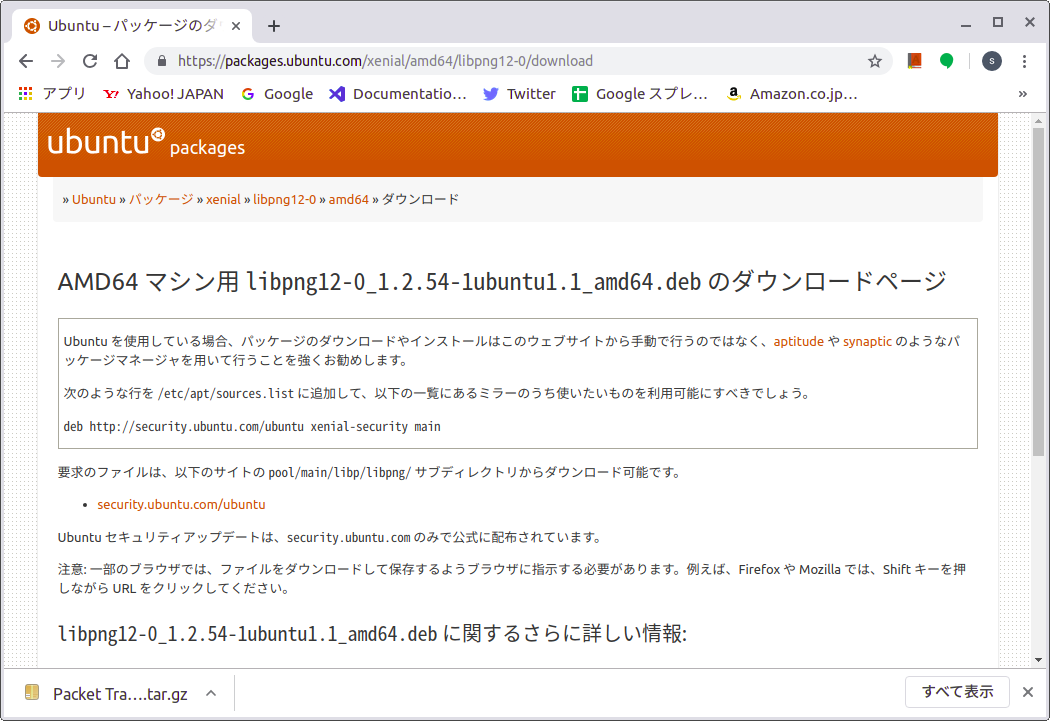 Ubuntu – パッケージのダ
https://packages.ubuntu.com/xenial/amd64/libpng12-0/download
S
アプリ Yahoo! JAPAN Google Documentatio... Twitter Google スプレ... Amazon.co.jp... »
ubuntu packages
» Ubuntu » パッケージ » xenial » libpng12-0 » amd64 » ダウンロード
AMD64 マシン用 libpng12-0_1.2.54-1ubuntu1.1_amd64.deb のダウンロードページ
Ubuntu を使用している場合、パッケージのダウンロードやインストールはこのウェブサイトから手動で行うのではなく、aptitude や synaptic のようなパ
ッケージマネージャを用いて行うことを強くお勧めします。
次のような行を /etc/apt/sources.list に追加して、以下の一覧にあるミラーのうち使いたいものを利用可能にすべきでしょう。
deb http://security.ubuntu.com/ubuntu xenial-security main
要求のファイルは、以下のサイトの pool/main/libp/libpng/ サブディレクトリからダウンロード可能です。
• security.ubuntu.com/ubuntu
Ubuntu セキュリティアップデートは、security.ubuntu.com のみで公式に配布されています。
注意: 一部のブラウザでは、ファイルをダウンロードして保存するようブラウザに指示する必要があります。例えば、Firefox や Mozilla では、Shift キーを押
しながら URL をクリックしてください。
libpng12-0_1.2.54-1ubuntu1.1_amd64.deb に関するさらに詳しい情報:
Packet Tra....tar.gz すべて表示